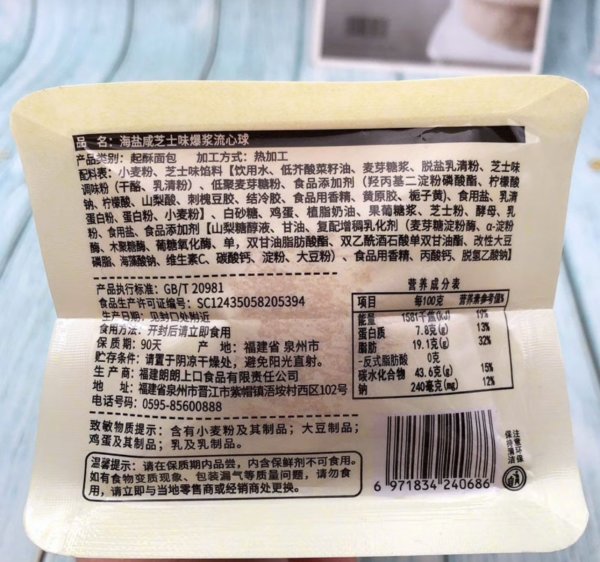 品 名：海盐咸芝士味爆浆流心球
产品类别：起酥面包 加工方式：热加工
配料表：小麦粉、芝士味馅料【饮用水、低芥酸菜籽油、麦芽糖浆、脱盐乳清粉、芝士味
调味粉（干酪、乳清粉）、低聚麦芽糖粉、食品添加剂（羟丙基二淀粉磷酸酯、柠檬酸
钠、柠檬酸、山梨酸、刺槐豆胶、结冷胶、食品用香精、黄原胶、栀子黄）、食用盐、乳清
蛋白粉、蛋白粉、小麦粉】、白砂糖、鸡蛋、植脂奶油、果葡糖浆、芝士粉、酵母、乳
粉、食用盐、食品添加剂【山梨糖醇液、甘油、复配增稠乳化剂（麦芽糖淀粉酶、α-淀粉
酶、木聚糖酶、葡糖氧化酶、单，双甘油脂肪酸酯、双乙酰酒石酸单双甘油酯、改性大豆
磷脂、海藻酸钠、维生素C、碳酸钙、淀粉、大豆粉）、食品用香精、丙酸钙、脱氢乙酸钠】
产品执行标准：GB/T 20981
食品生产许可证编号：SC12435058205394
生产日期：见封口处附近
食用方法：开封后请立即食用
保 质 期：90天 产 地：福建省 泉州市
贮存条件：请置于阴凉干燥处，避免阳光直射。
生 产 商：福建朗朗上口食品有限责任公司
地 址：福建省泉州市晋江市紫帽镇浯垵村西区102号
电话号码：0595-85600888
营养成分表
项目 每100克 营养素参考值%
能量 1581千焦(kJ) 19%
蛋白质 7.8克(g) 13%
脂肪 19.1克(g) 32%
-反式脂肪酸 0克
碳水化合物 43.6克(g) 15%
钠 240毫克(mg) 12%
致敏物质提示：含有小麦粉及其制品；大豆制品；
鸡蛋及其制品；乳及乳制品。
温馨提示：请在保质期内品尝，内含保鲜剂不可食用。
如有食物变质现象、包装漏气等质量问题，请勿食
用，请立即与当地零售商或经销商处更换。
6 971834 240686
注意环保
保持清洁